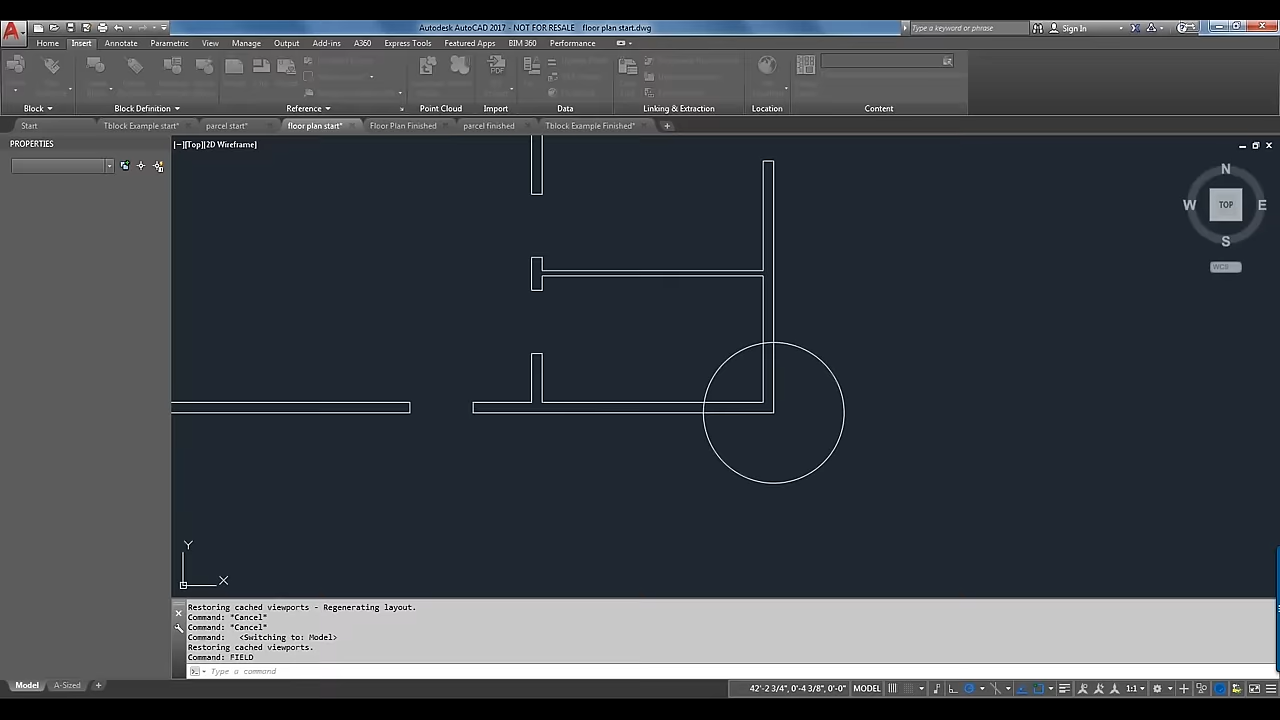 Autodesk AutoCAD 2017 - NOT FOR RESALE floor plan start.dwg
Type a keyword or phrase
Sign In
Home Insert Annotate Parametric View Manage Output Add-ins A360 Express Tools Featured Apps BIM 360 Performance
PDF
Block Block Definition Reference Point Cloud Import Data Linking & Extraction Location Content
Start Tblock Example start* parcel start* floor plan start* Floor Plan Finished parcel finished Tblock Example Finished*
PROPERTIES
[−][Top][2D Wireframe]
N
W TOP E
S
WCS
Y
X
Restoring cached viewports - Regenerating layout.
Command: *Cancel*
Command: *Cancel*
Command: <Switching to: Model>
Restoring cached viewports.
Command: FIELD
Type a command
Model A-Sized +
42'-2 3/4", 0'-4 3/8", 0'-0" MODEL 1:1